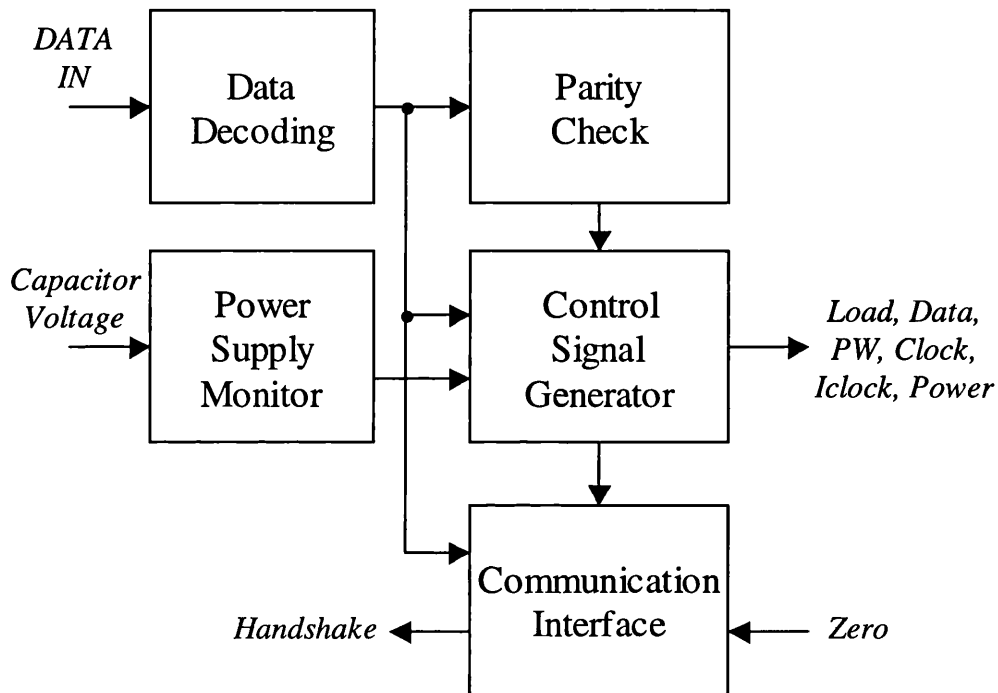 DATA
IN
Data
Decoding
Parity
Check
Capacitor
Voltage
Power
Supply
Monitor
Control
Signal
Generator
Load, Data,
PW, Clock,
Iclock, Power
Communication
Interface
Handshake
Zero